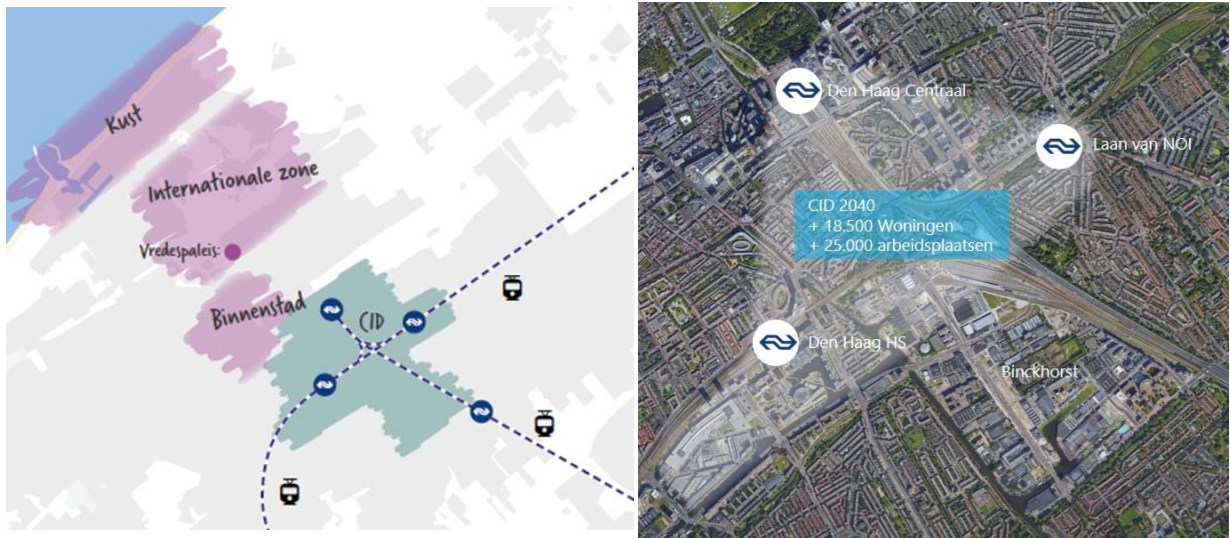 Kust
Internationale zone
Vredespaleis:
Binnenstad
CID
Den Haag Centraal
Laan van NOI
CID 2040
+ 18.500 Woningen
+ 25.000 arbeidsplaatsen
Den Haag HS
Binckhorst